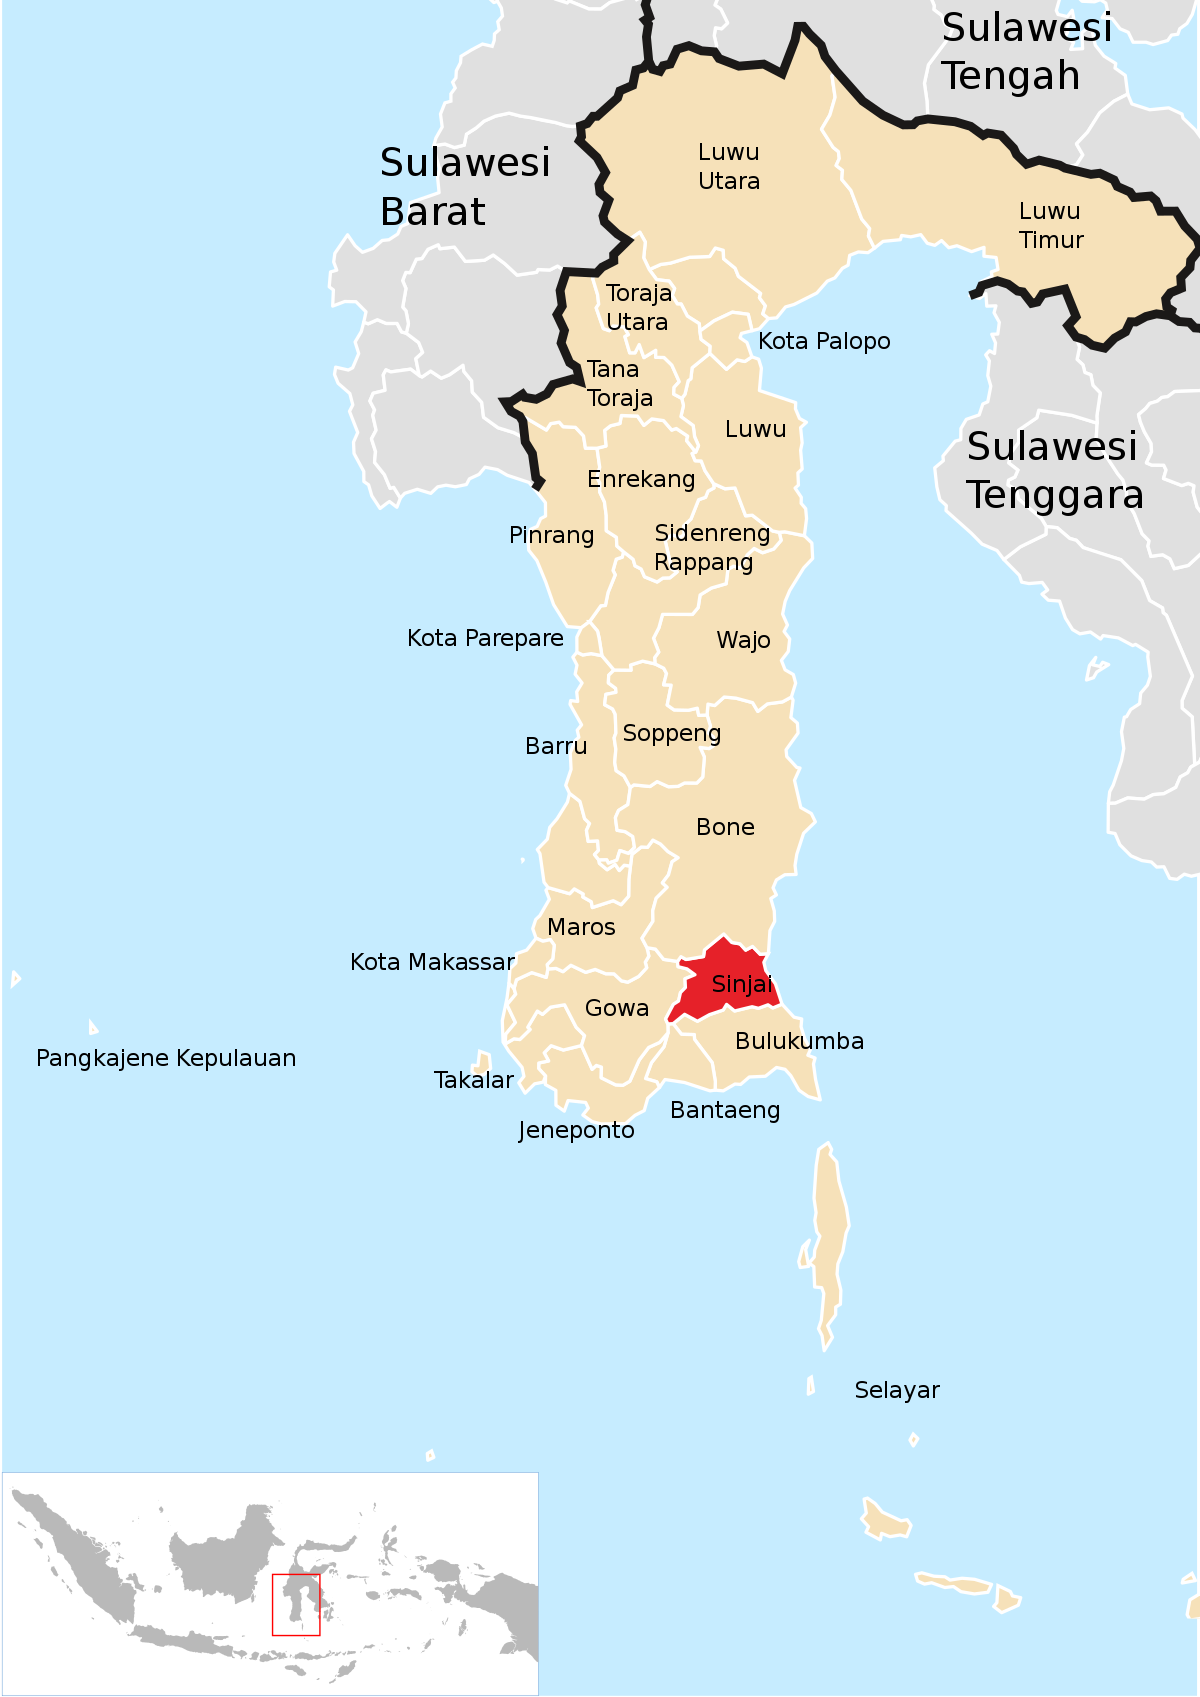 Sulawesi
Tengah
Sulawesi
Barat
Luwu
Utara
Luwu
Timur
Toraja
Utara
Kota Palopo
Tana
Toraja
Luwu
Sulawesi
Tenggara
Enrekang
Pinrang
Sidenreng
Rappang
Kota Parepare
Wajo
Soppeng
Barru
Bone
Maros
Kota Makassar
Sinjai
Gowa
Bulukumba
Pangkajene Kepulauan
Takalar
Bantaeng
Jeneponto
Selayar